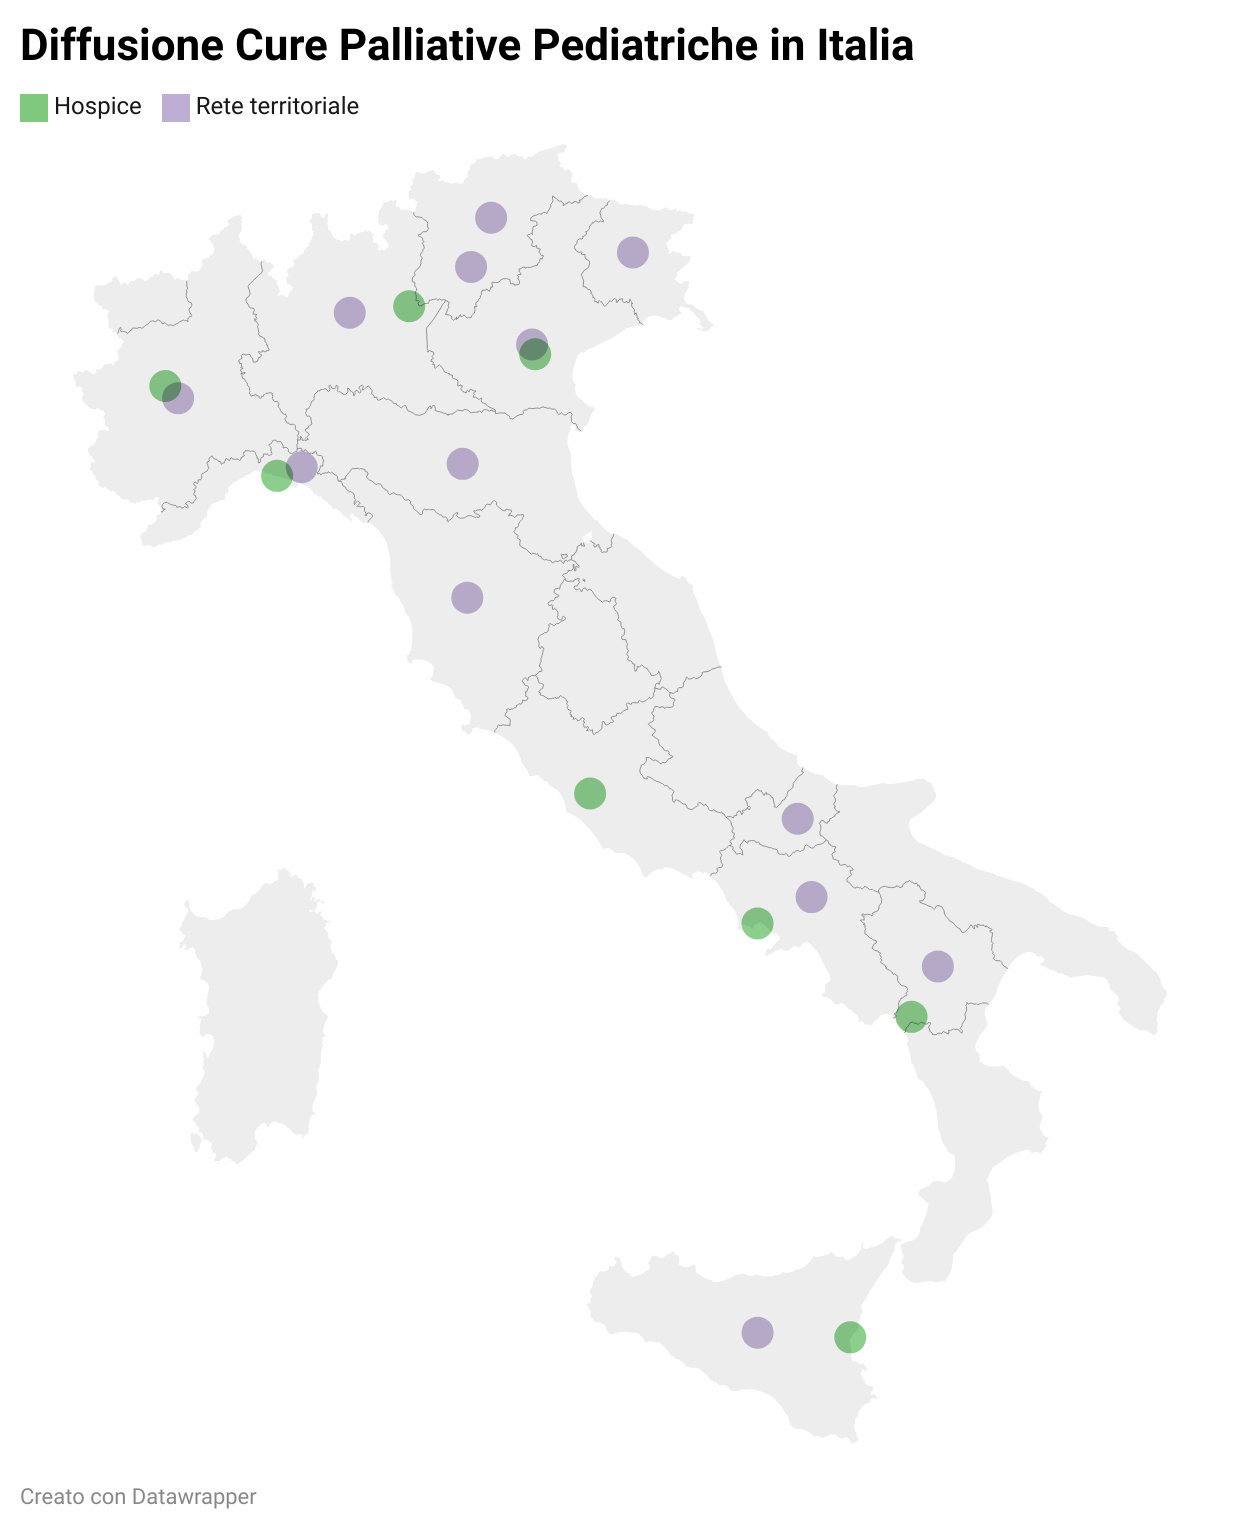 Diffusione Cure Palliative Pediatriche in Italia
Hospice Rete territoriale
Creato con Datawrapper